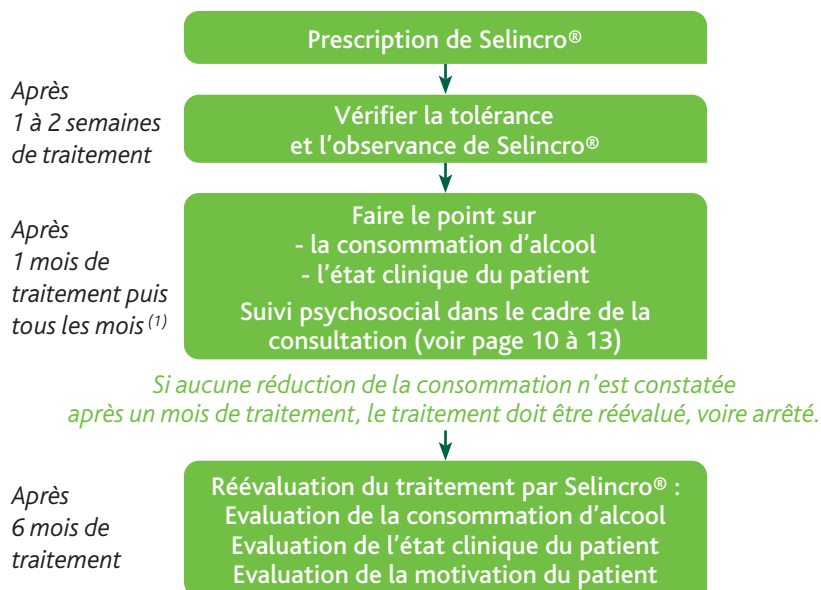 Prescription de Selincro®
Après
1 à 2 semaines
de traitement
Vérifier la tolérance
et l'observance de Selincro®
Après
1 mois de
traitement puis
tous les mois (1)
Faire le point sur
- la consommation d'alcool
- l'état clinique du patient
Suivi psychosocial dans le cadre de la
consultation (voir page 10 à 13)
Si aucune réduction de la consommation n'est constatée
après un mois de traitement, le traitement doit être réévalué, voire arrêté.
Après
6 mois de
traitement
Réévaluation du traitement par Selincro® :
Evaluation de la consommation d'alcool
Evaluation de l'état clinique du patient
Evaluation de la motivation du patient